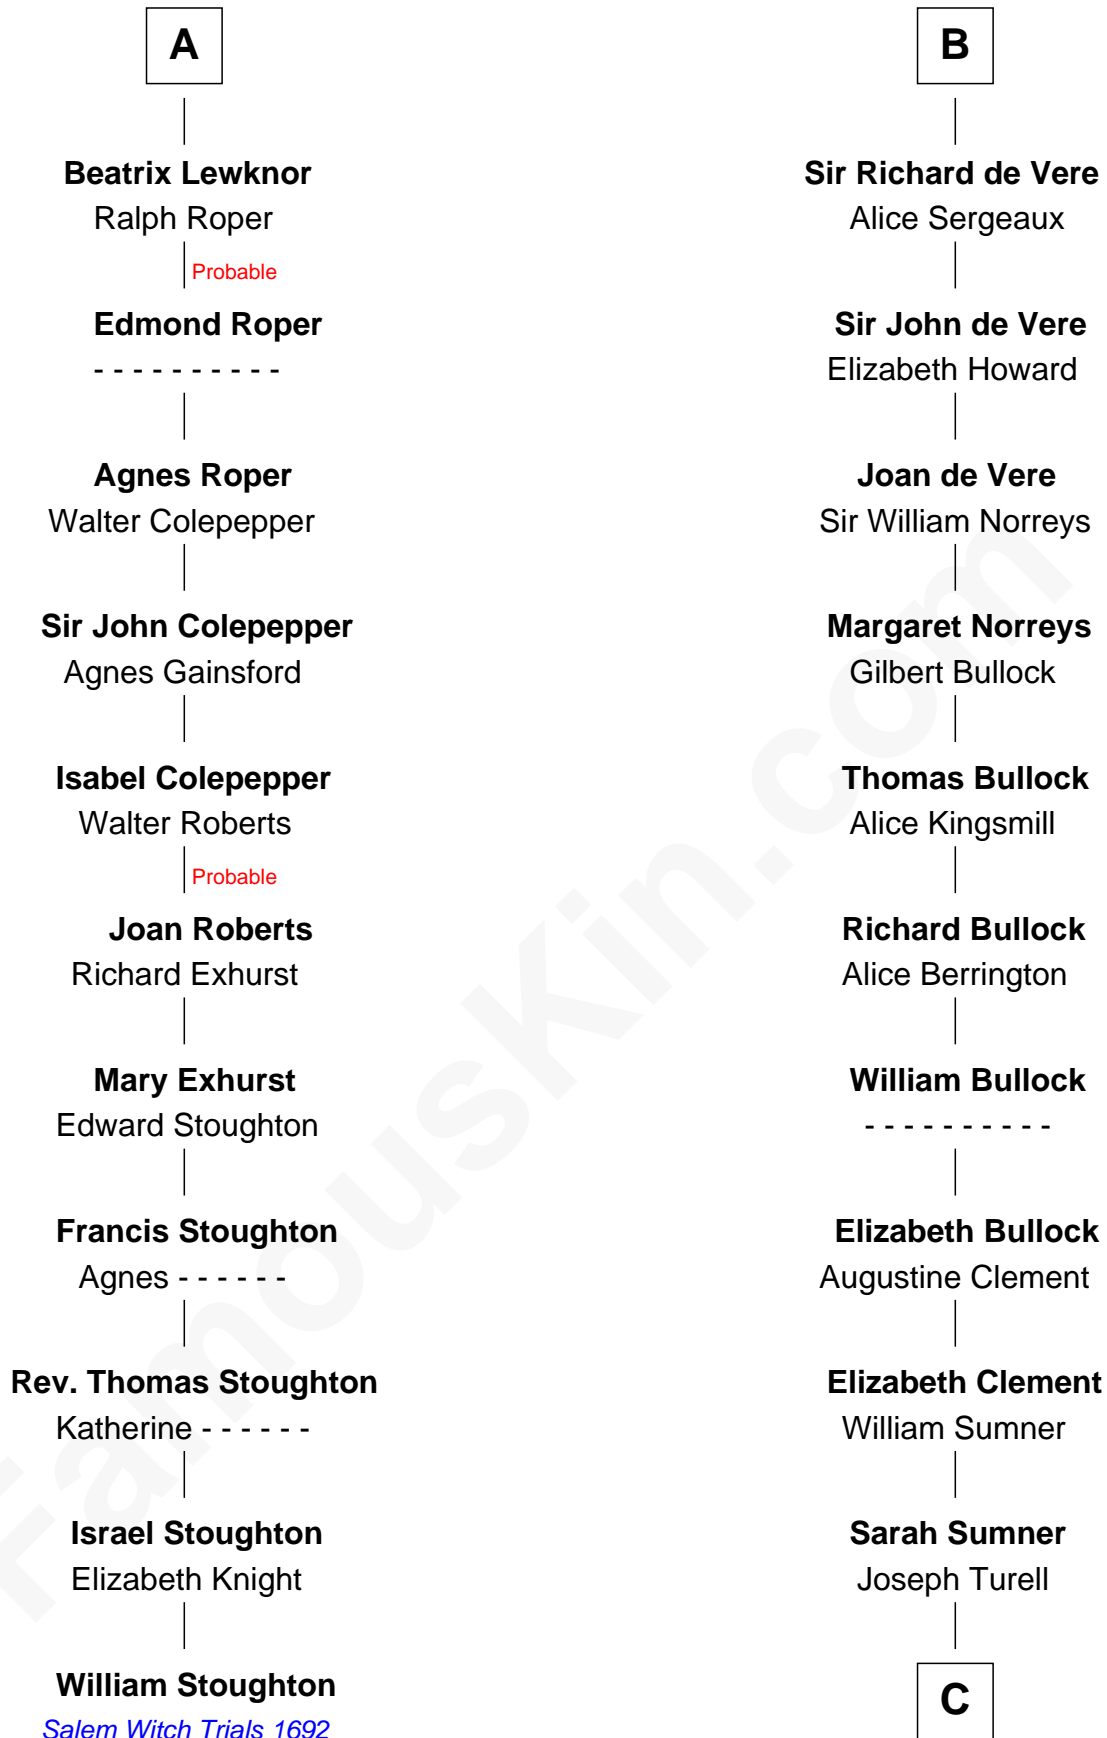 A
Beatrix Lewknor
Ralph Roper
Probable
Edmond Roper
- - - - - - - - - -
Agnes Roper
Walter Colepepper
Sir John Colepepper
Agnes Gainsford
Isabel Colepepper
Walter Roberts
Probable
Joan Roberts
Richard Exhurst
Mary Exhurst
Edward Stoughton
Francis Stoughton
Agnes - - - - - -
Rev. Thomas Stoughton
Katherine - - - - - -
Israel Stoughton
Elizabeth Knight
William Stoughton
Salem Witch Trials 1692
B
Sir Richard de Vere
Alice Sergeaux
Sir John de Vere
Elizabeth Howard
Joan de Vere
Sir William Norreys
Margaret Norreys
Gilbert Bullock
Thomas Bullock
Alice Kingsmill
Richard Bullock
Alice Berrington
William Bullock
- - - - - - - - - -
Elizabeth Bullock
Augustine Clement
Elizabeth Clement
William Sumner
Sarah Sumner
Joseph Turell
C
FamousKin.com